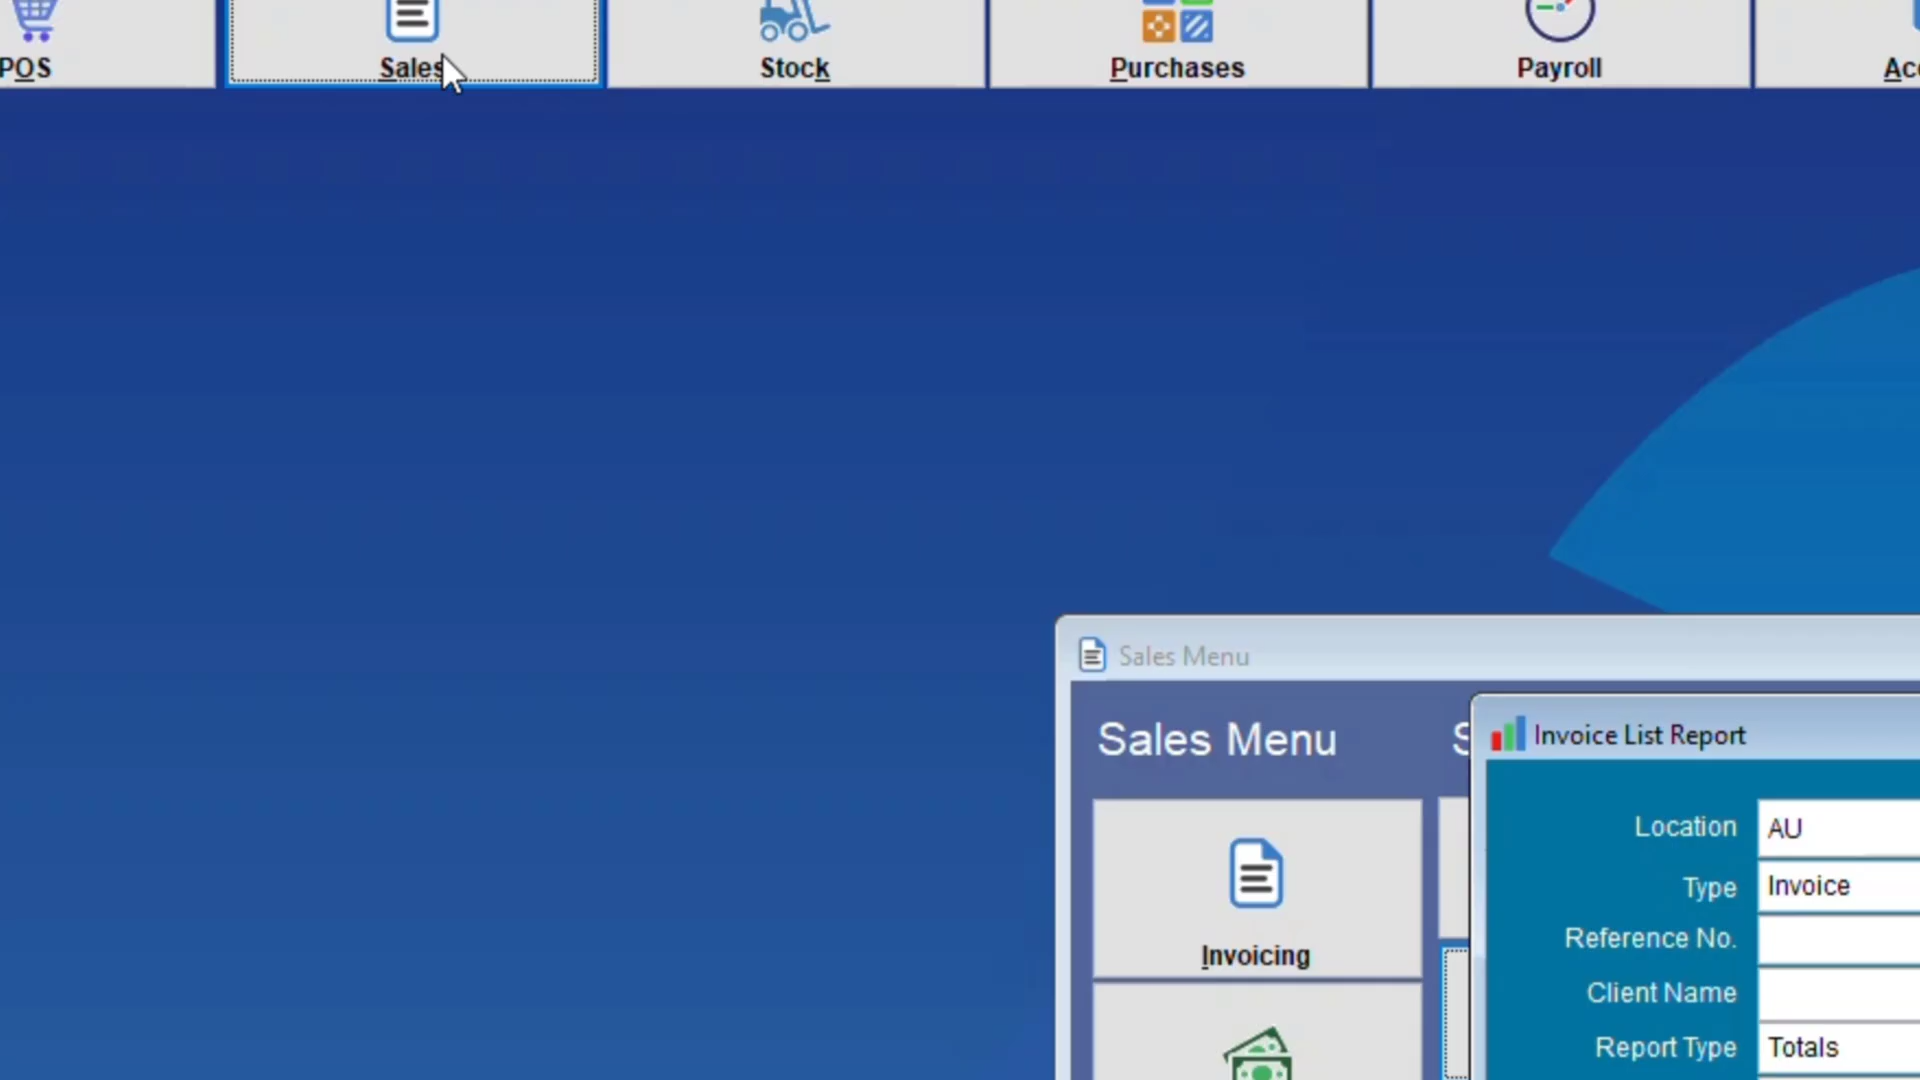 POS
Sales
Stock
Purchases
Payroll
Sales Menu
Sales Menu
Invoice List Report
Location AU
Type Invoice
Invoicing
Reference No.
Client Name
Report Type Totals